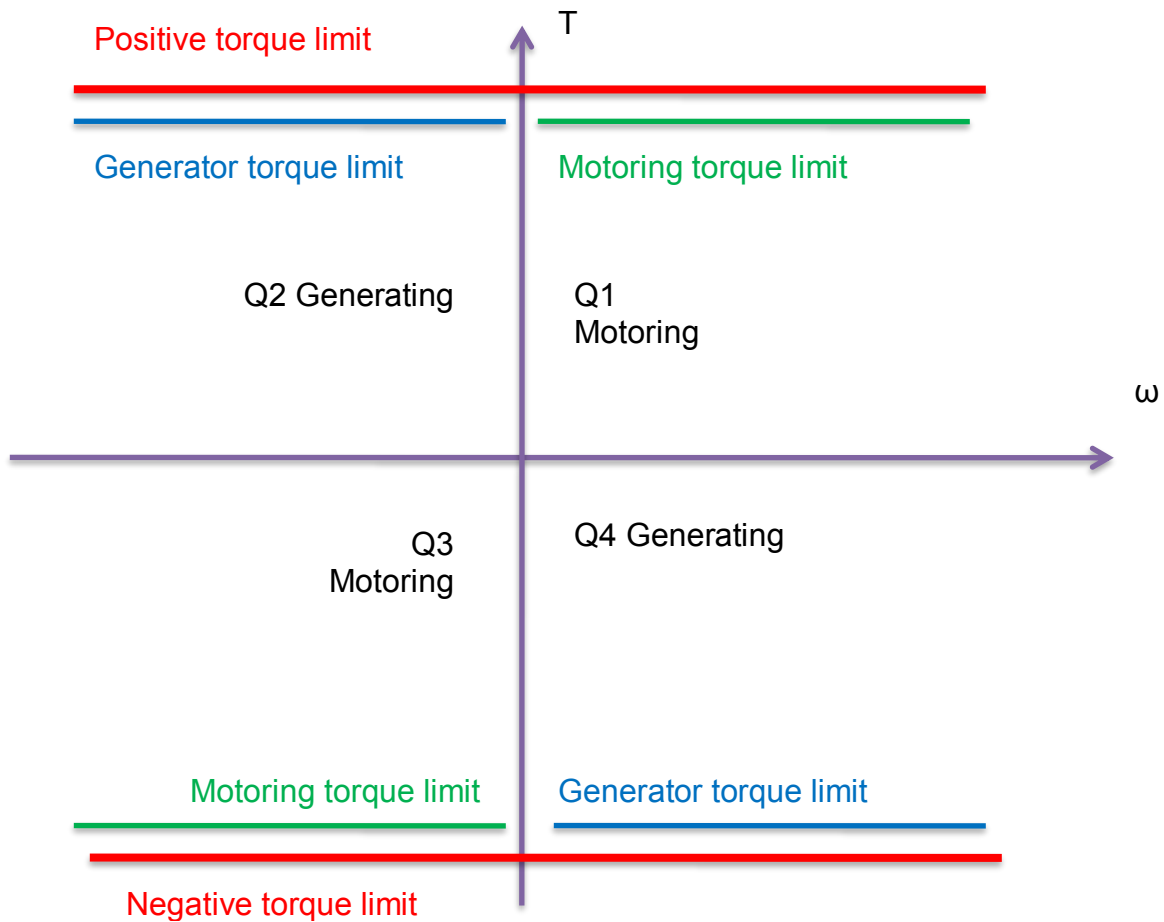 T
Positive torque limit
Generator torque limit
Motoring torque limit
Q2 Generating
Q1
Motoring
ω
Q3
Motoring
Q4 Generating
Motoring torque limit
Generator torque limit
Negative torque limit